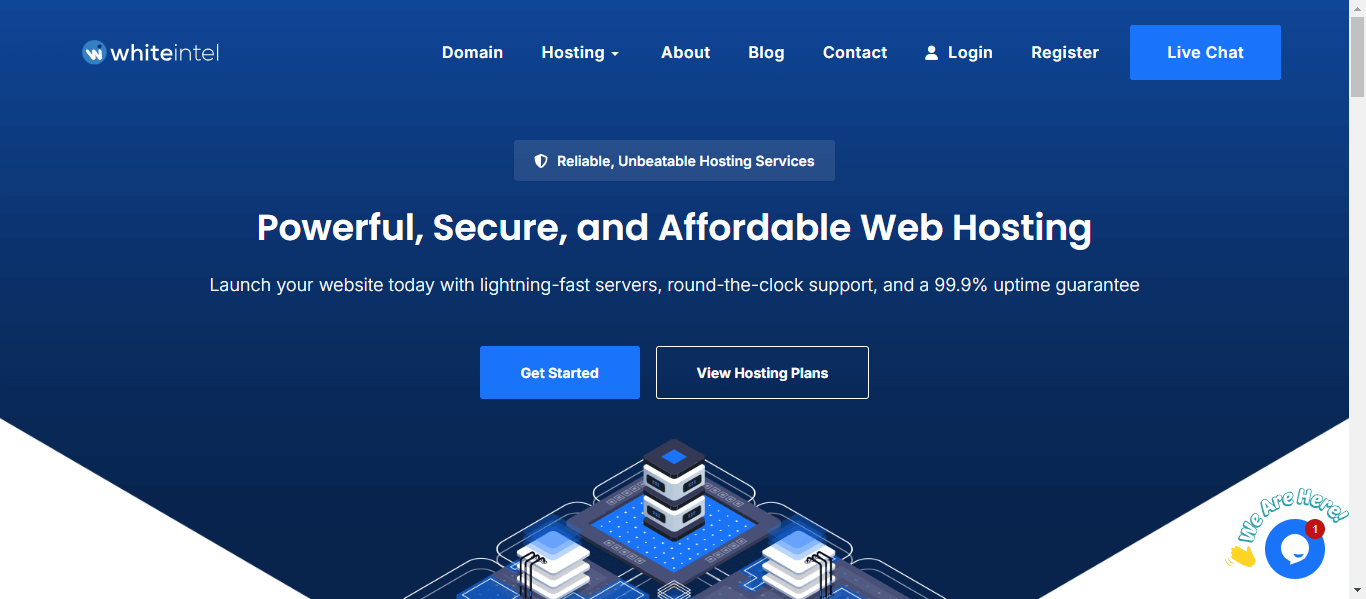 whiteintel
Domain
Hosting
About
Blog
Contact
Login
Register
Live Chat
Reliable, Unbeatable Hosting Services
Powerful, Secure, and Affordable Web Hosting
Launch your website today with lightning-fast servers, round-the-clock support, and a 99.9% uptime guarantee
Get Started
View Hosting Plans
We Are Here!
1